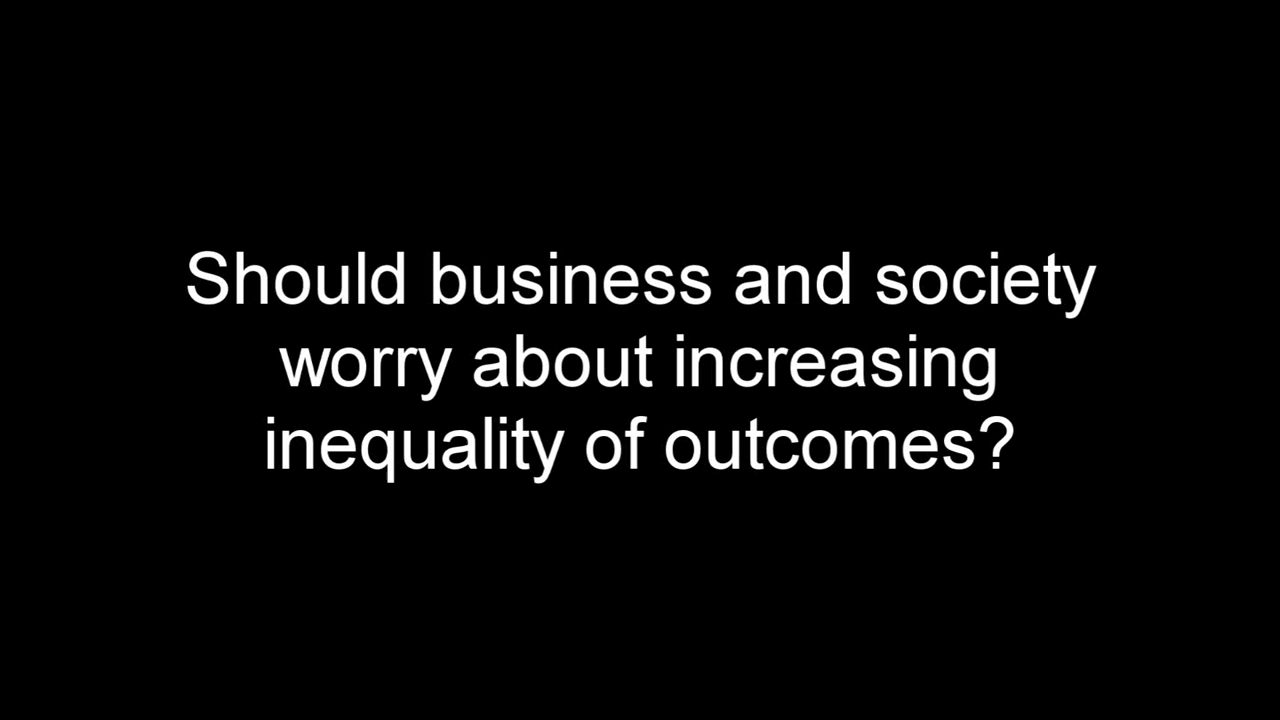 Should business and society
worry about increasing
inequality of outcomes?